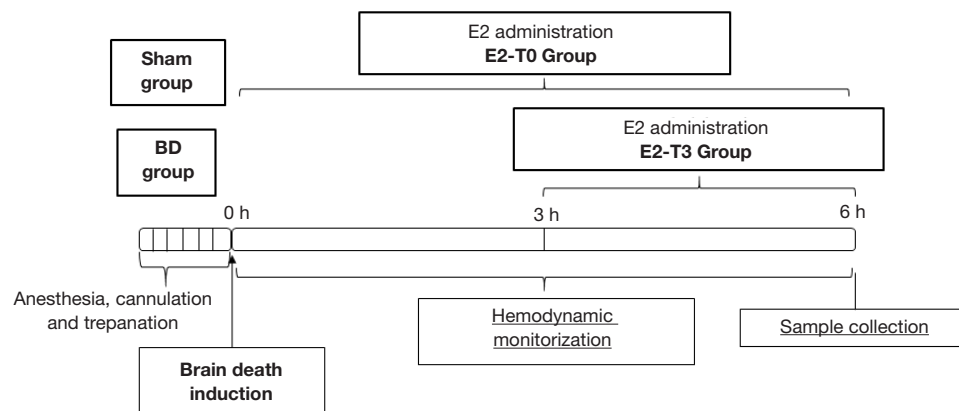 E2 administration
E2-T0 Group
Sham
group
E2 administration
E2-T3 Group
BD
group
0 h
3 h
6 h
Anesthesia, cannulation
and trepanation
Hemodynamic
monitorization
Sample collection
Brain death
induction